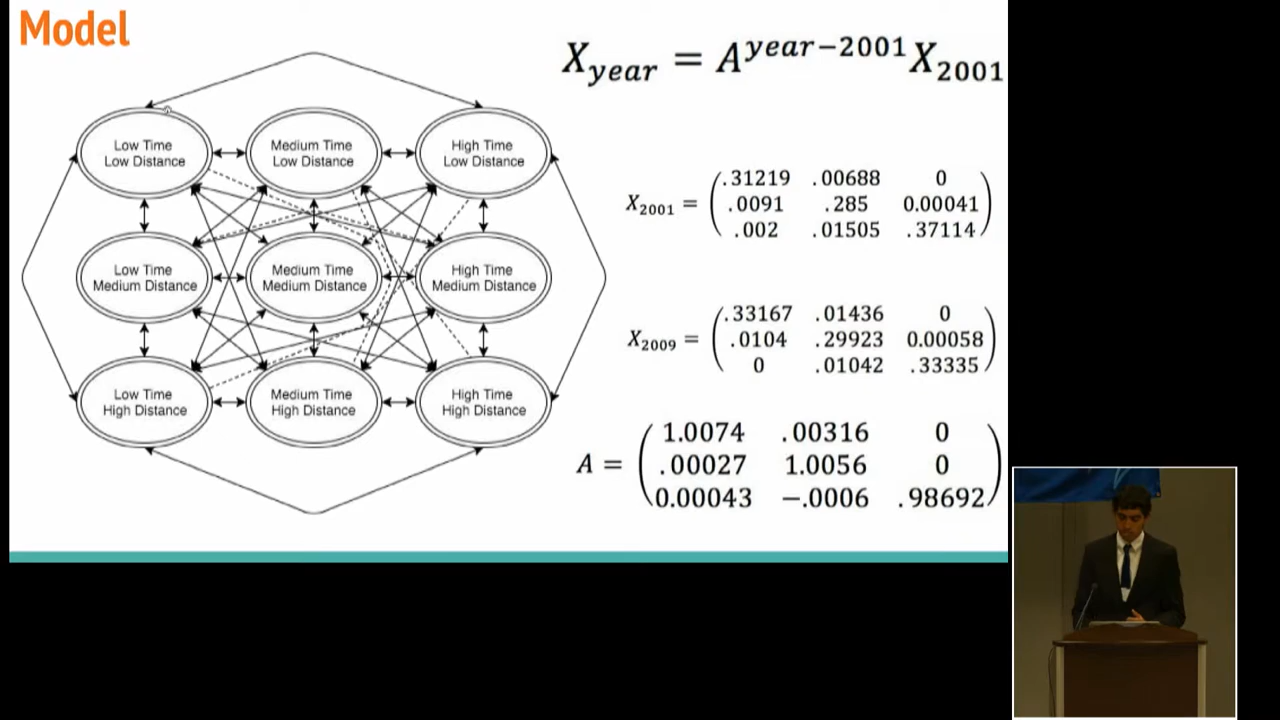 Model
X_year = A^year−2001 X_2001
Low Time
Low Distance
Medium Time
Low Distance
High Time
Low Distance
Low Time
Medium Distance
Medium Time
Medium Distance
High Time
Medium Distance
Low Time
High Distance
Medium Time
High Distance
High Time
High Distance
X_2001 = 
.31219 .00688 0
.0091 .285 0.00041
.002 .01505 .37114
X_2009 = 
.33167 .01436 0
.0104 .29923 0.00058
0 .01042 .33335
A = 
1.0074 .00316 0
.00027 1.0056 0
0.00043 −.0006 .98692